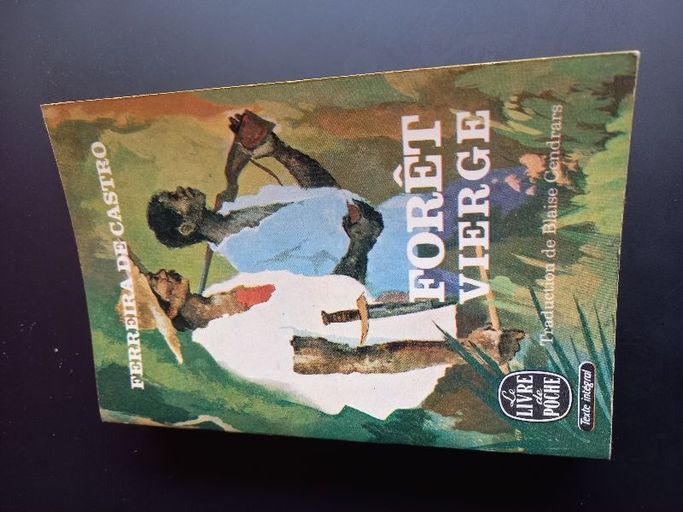 FERREIRA DE CASTRO
FORÊT
VIERGE
Traduction de Blaise Cendrars
Le
LIVRE
de
POCHE
Texte intégral